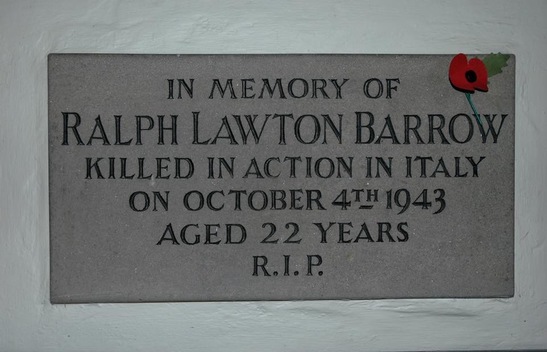 IN MEMORY OF
RALPH LAWTON BARROW
KILLED IN ACTION IN ITALY
ON OCTOBER 4TH 1943
AGED 22 YEARS
R.I.P.